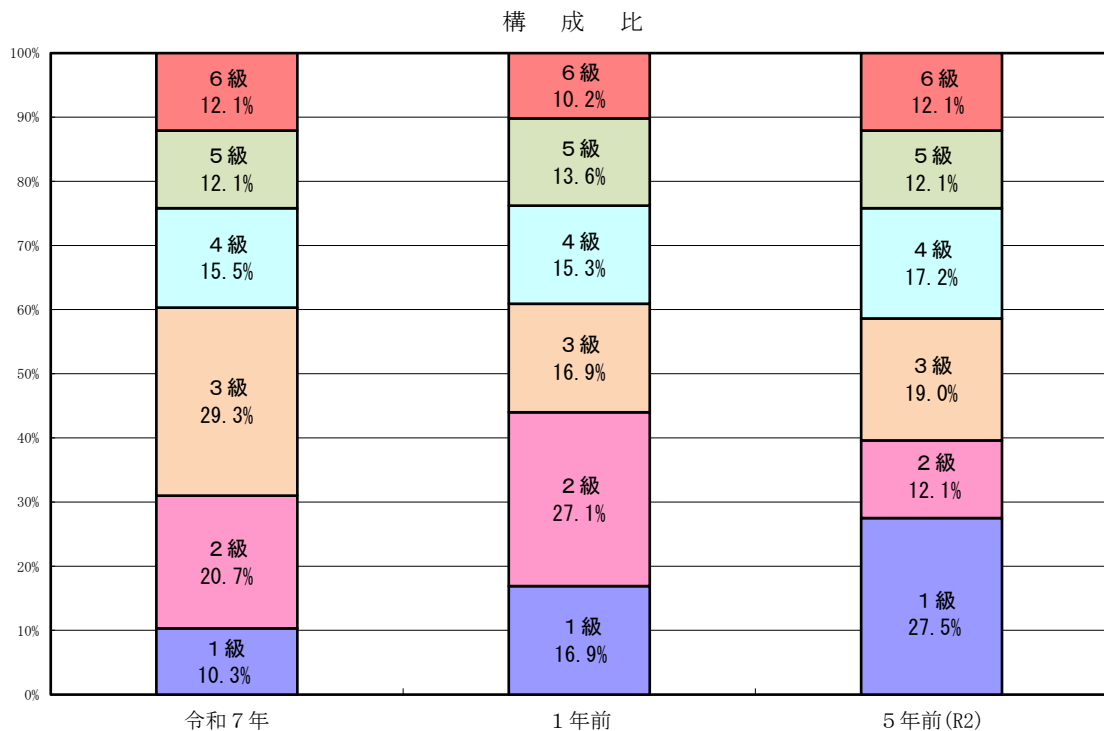 構　成　比
100%
90%
80%
70%
60%
50%
40%
30%
20%
10%
0%
６級
12.1%
５級
12.1%
４級
15.5%
３級
29.3%
２級
20.7%
１級
10.3%
６級
10.2%
５級
13.6%
４級
15.3%
３級
16.9%
２級
27.1%
１級
16.9%
６級
12.1%
５級
12.1%
４級
17.2%
３級
19.0%
２級
12.1%
１級
27.5%
令和７年
１年前
５年前(R2)